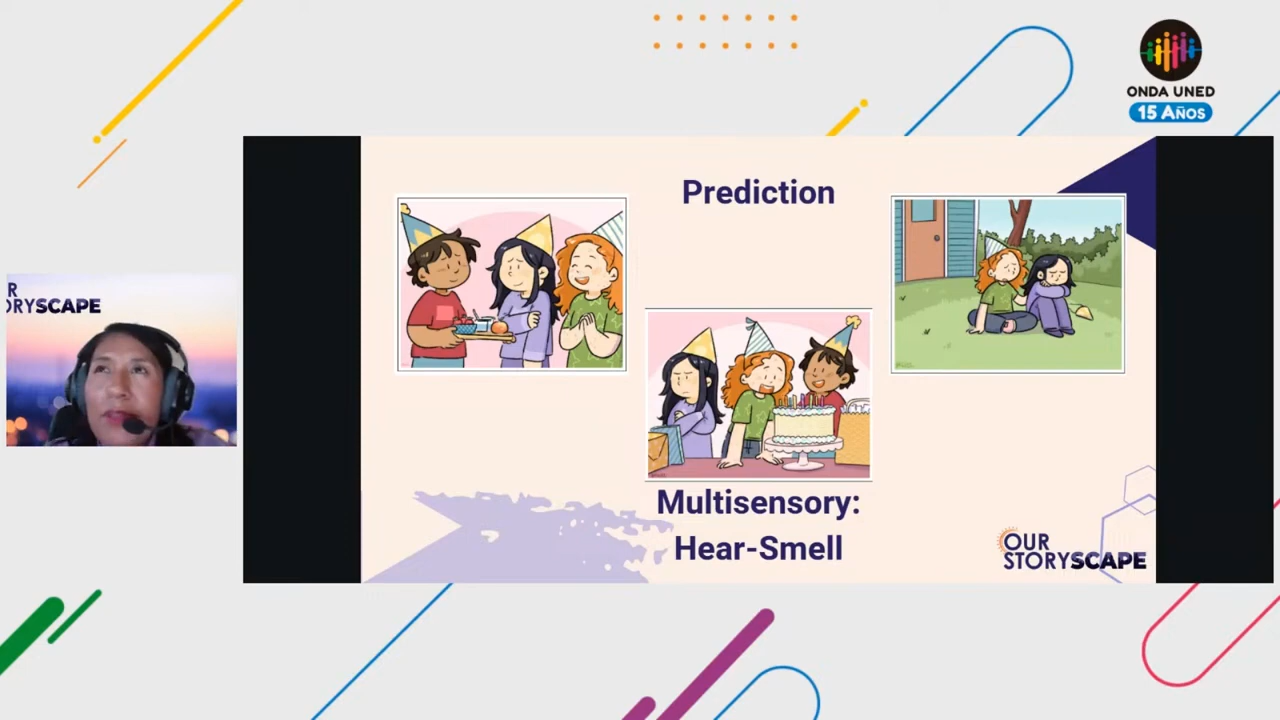 ONDA UNED
15 AÑOS
Prediction
R
ORYSCAPE
Multisensory:
Hear-Smell
OUR
STORYSCAPE